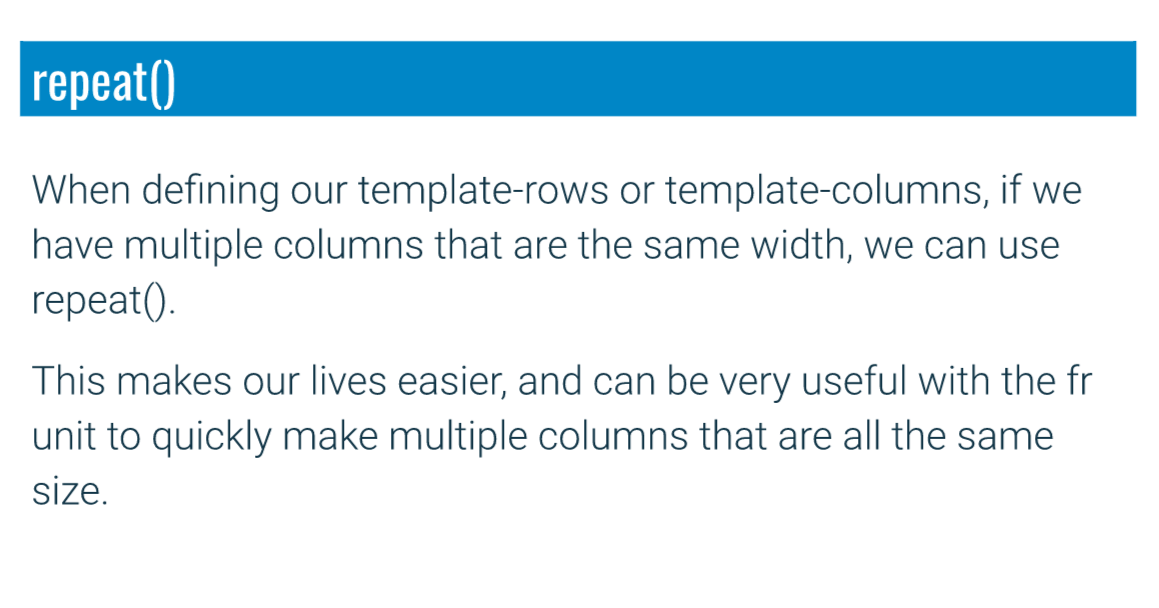 repeat()
When defining our template-rows or template-columns, if we
have multiple columns that are the same width, we can use
repeat().
This makes our lives easier, and can be very useful with the fr
unit to quickly make multiple columns that are all the same
size.